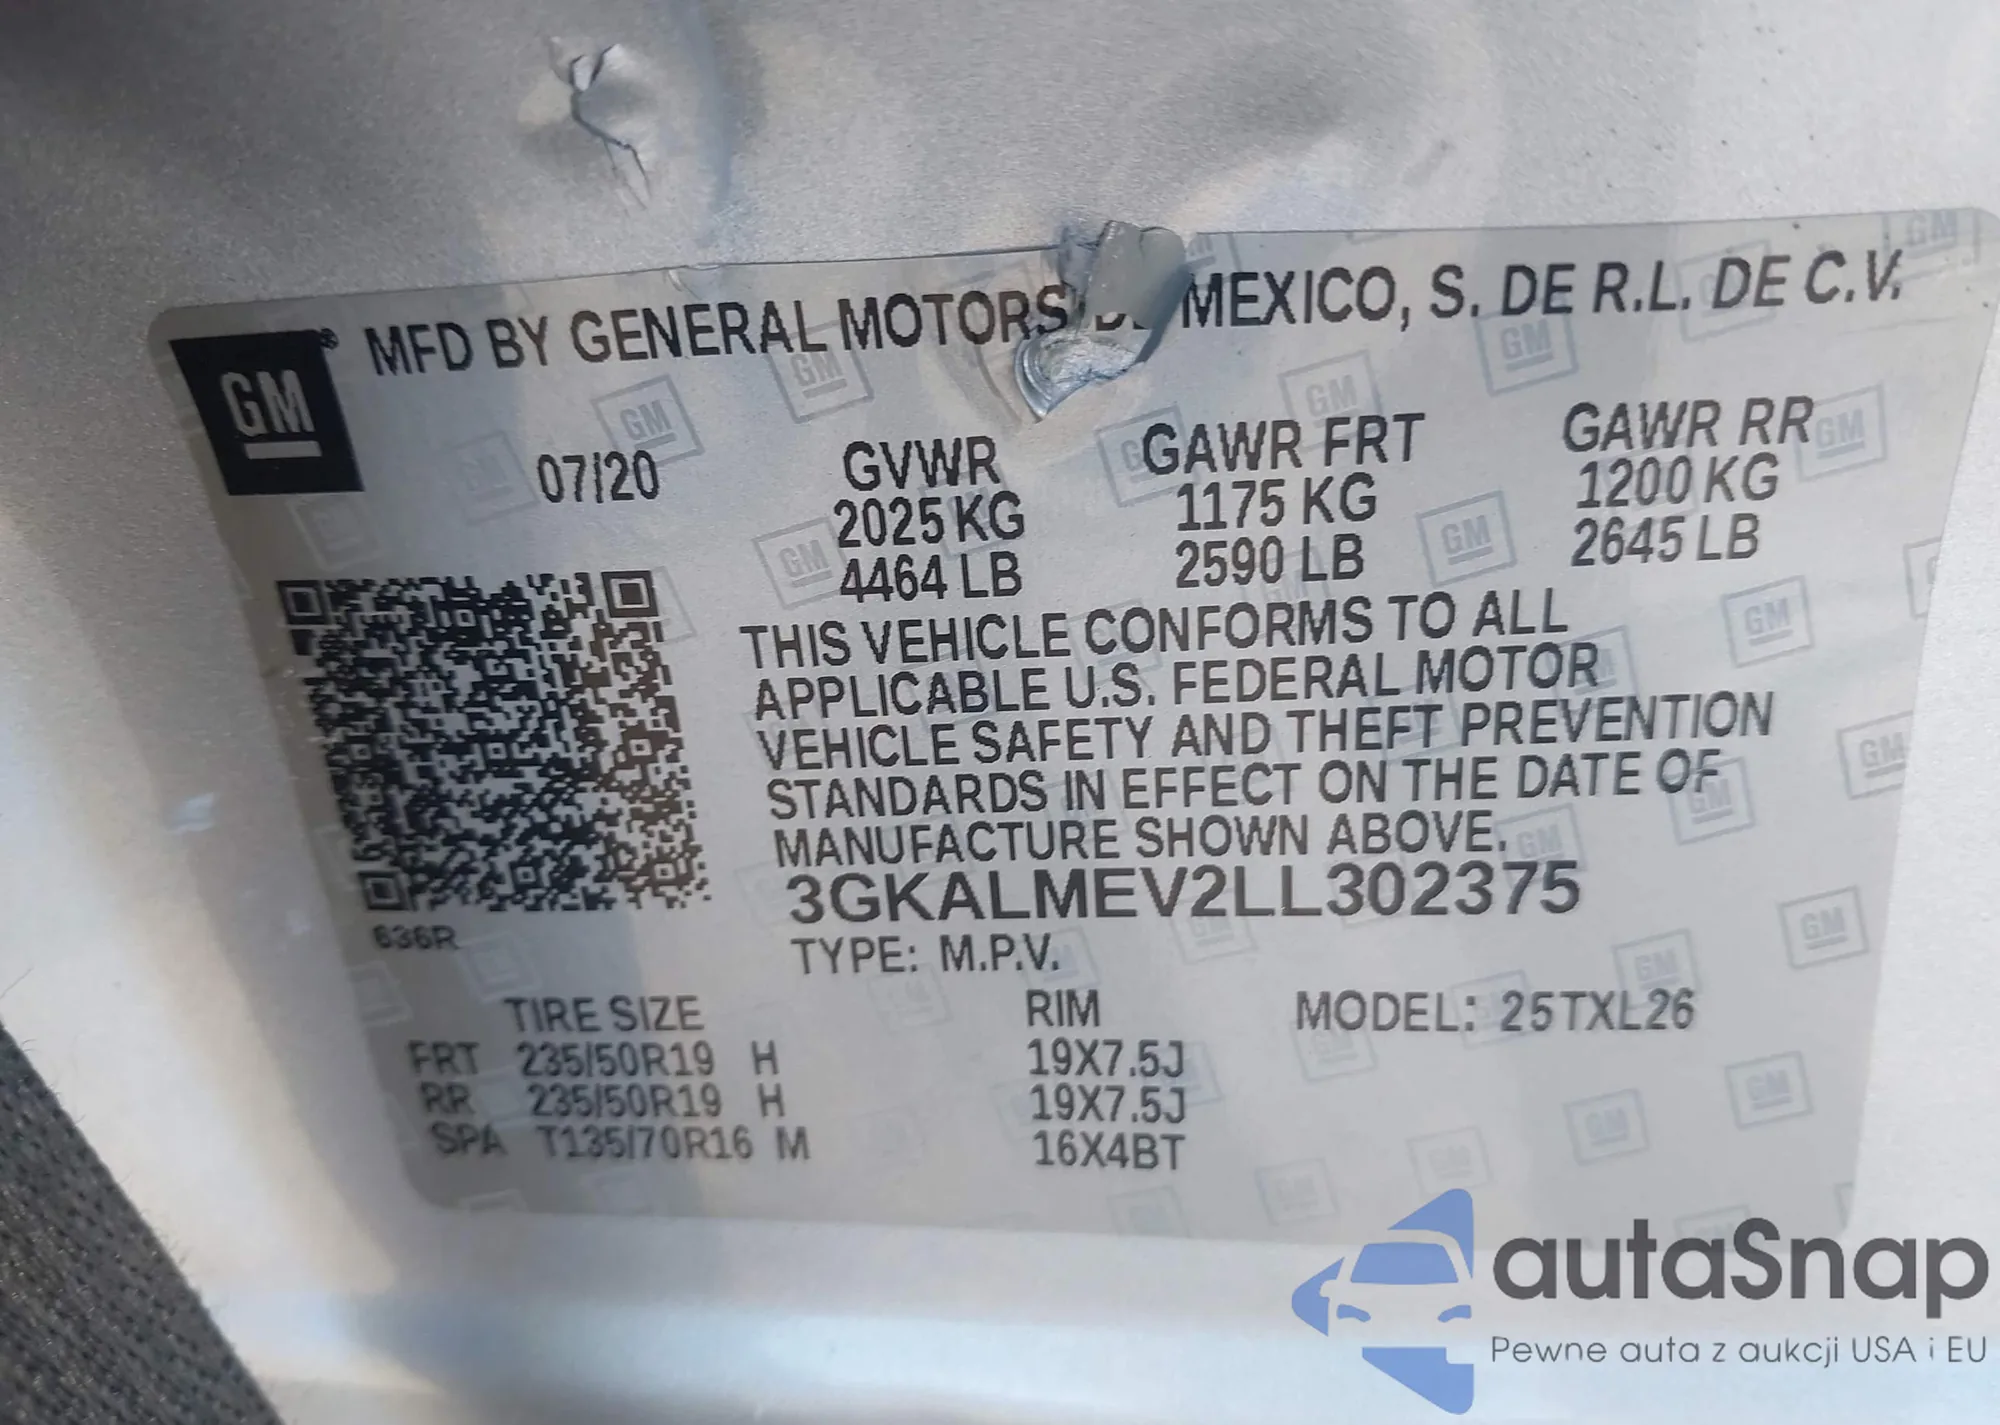 MFD BY GENERAL MOTORS DE MEXICO, S. DE R.L. DE C.V.
GM
07/20
GVWR
2025 KG
4464 LB
GAWR FRT
1175 KG
2590 LB
GAWR RR
1200 KG
2645 LB
THIS VEHICLE CONFORMS TO ALL
APPLICABLE U.S. FEDERAL MOTOR
VEHICLE SAFETY AND THEFT PREVENTION
STANDARDS IN EFFECT ON THE DATE OF
MANUFACTURE SHOWN ABOVE.
3GKALMEV2LL302375
636R
TYPE: M.P.V.
TIRE SIZE RIM MODEL: 25TXL26
FRT 235/50R19 H 19X7.5J
RR 235/50R19 H 19X7.5J
SPA T135/70R16 M 16X4BT
autaSnap
Pewne auta z aukcji USA i EU